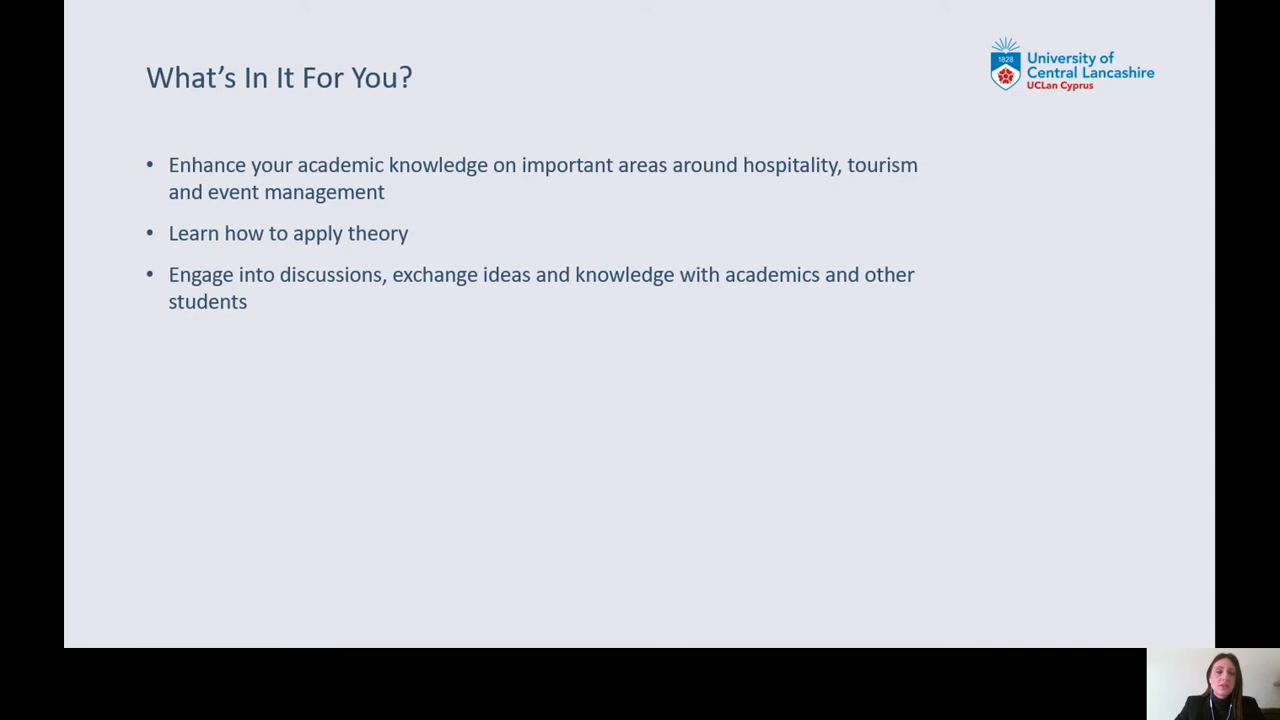 What's In It For You?
1828
University of
Central Lancashire
UCLan Cyprus
• Enhance your academic knowledge on important areas around hospitality, tourism
and event management
• Learn how to apply theory
• Engage into discussions, exchange ideas and knowledge with academics and other
students